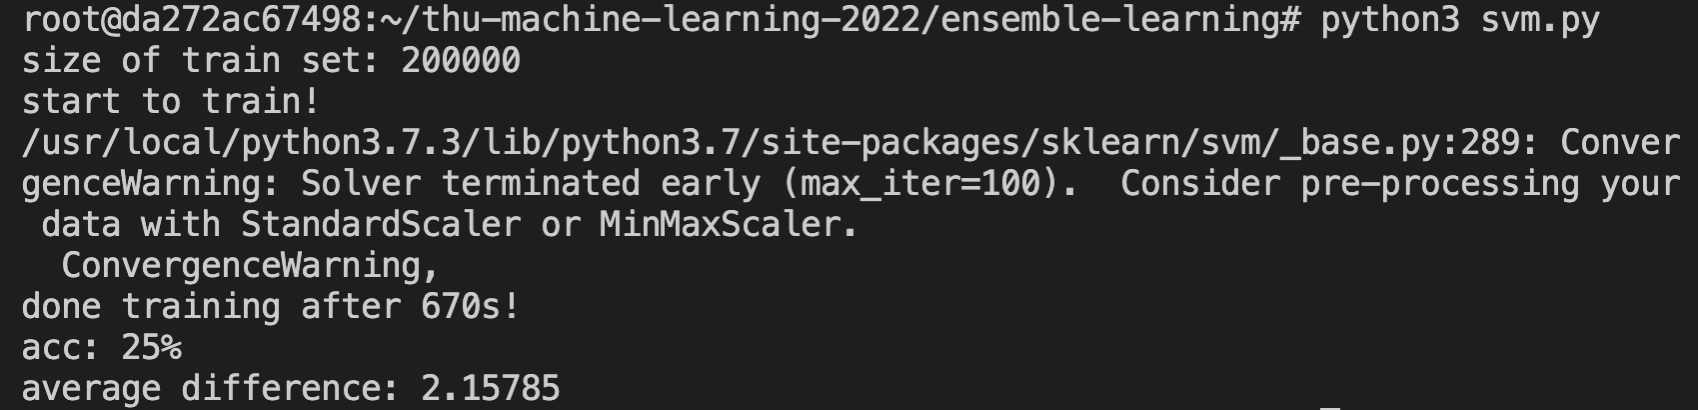 root@da272ac67498:~/thu-machine-learning-2022/ensemble-learning# python3 svm.py
size of train set: 200000
start to train!
/usr/local/python3.7.3/lib/python3.7/site-packages/sklearn/svm/_base.py:289: Conver
genceWarning: Solver terminated early (max_iter=100).  Consider pre-processing your
 data with StandardScaler or MinMaxScaler.
  ConvergenceWarning,
done training after 670s!
acc: 25%
average difference: 2.15785